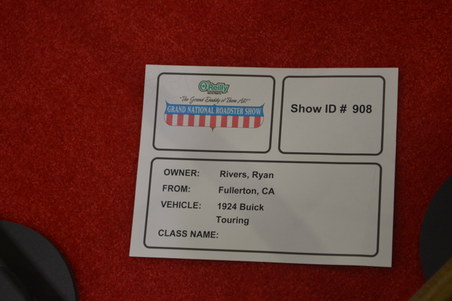 "The Grand Daddy of Them All"
GRAND NATIONAL ROADSTER SHOW
Show ID # 908
OWNER: Rivers, Ryan
FROM: Fullerton, CA
VEHICLE: 1924 Buick
Touring
CLASS NAME: